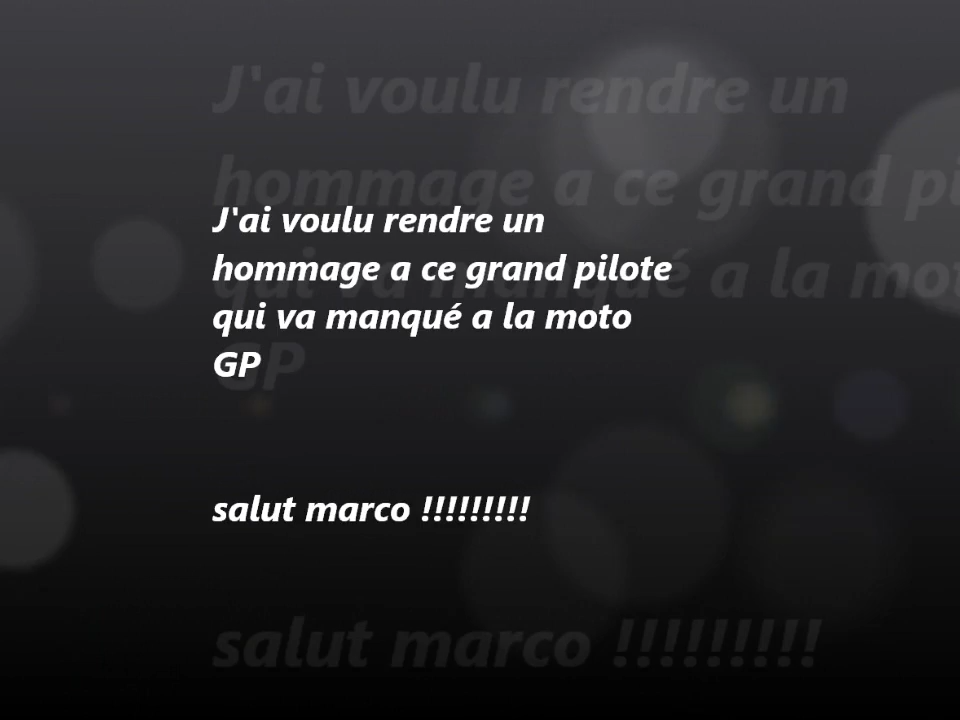 J'ai voulu rendre un
hommage a ce grand pilote
qui va manqué a la moto
GP
salut marco !!!!!!!!!